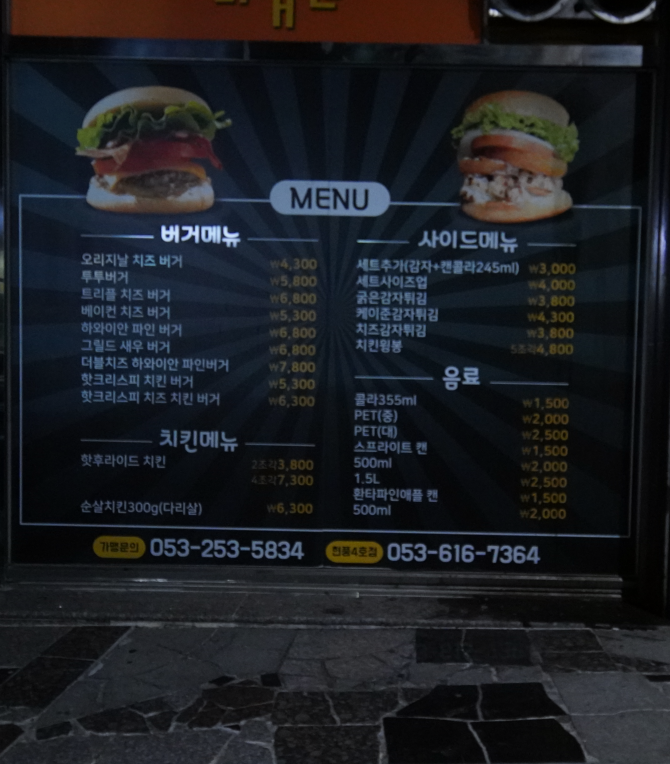 MENU
버거메뉴
오리지날 치즈 버거 ₩4,300
투투버거 ₩5,800
트리플 치즈 버거 ₩6,800
베이컨 치즈 버거 ₩5,300
하와이안 파인 버거 ₩6,800
그릴드 새우 버거 ₩6,800
더블치즈 하와이안 파인버거 ₩7,800
핫크리스피 치킨 버거 ₩5,300
핫크리스피 치즈 치킨 버거 ₩6,300
치킨메뉴
핫후라이드 치킨 2조각3,800
4조각7,300
순살치킨300g(다리살) ₩6,300
사이드메뉴
세트추가(감자+캔콜라245ml) ₩3,000
세트사이즈업 ₩4,000
굵은감자튀김 ₩3,800
케이준감자튀김 ₩4,300
치즈감자튀김 ₩3,800
치킨윙봉 5조각4,800
음료
콜라355ml ₩1,500
PET(중) ₩2,000
PET(대) ₩2,500
스프라이트 캔 ₩1,500
500ml ₩2,000
1.5L ₩2,500
환타파인애플 캔 ₩1,500
500ml ₩2,000
가맹문의 053-253-5834 053-616-7364